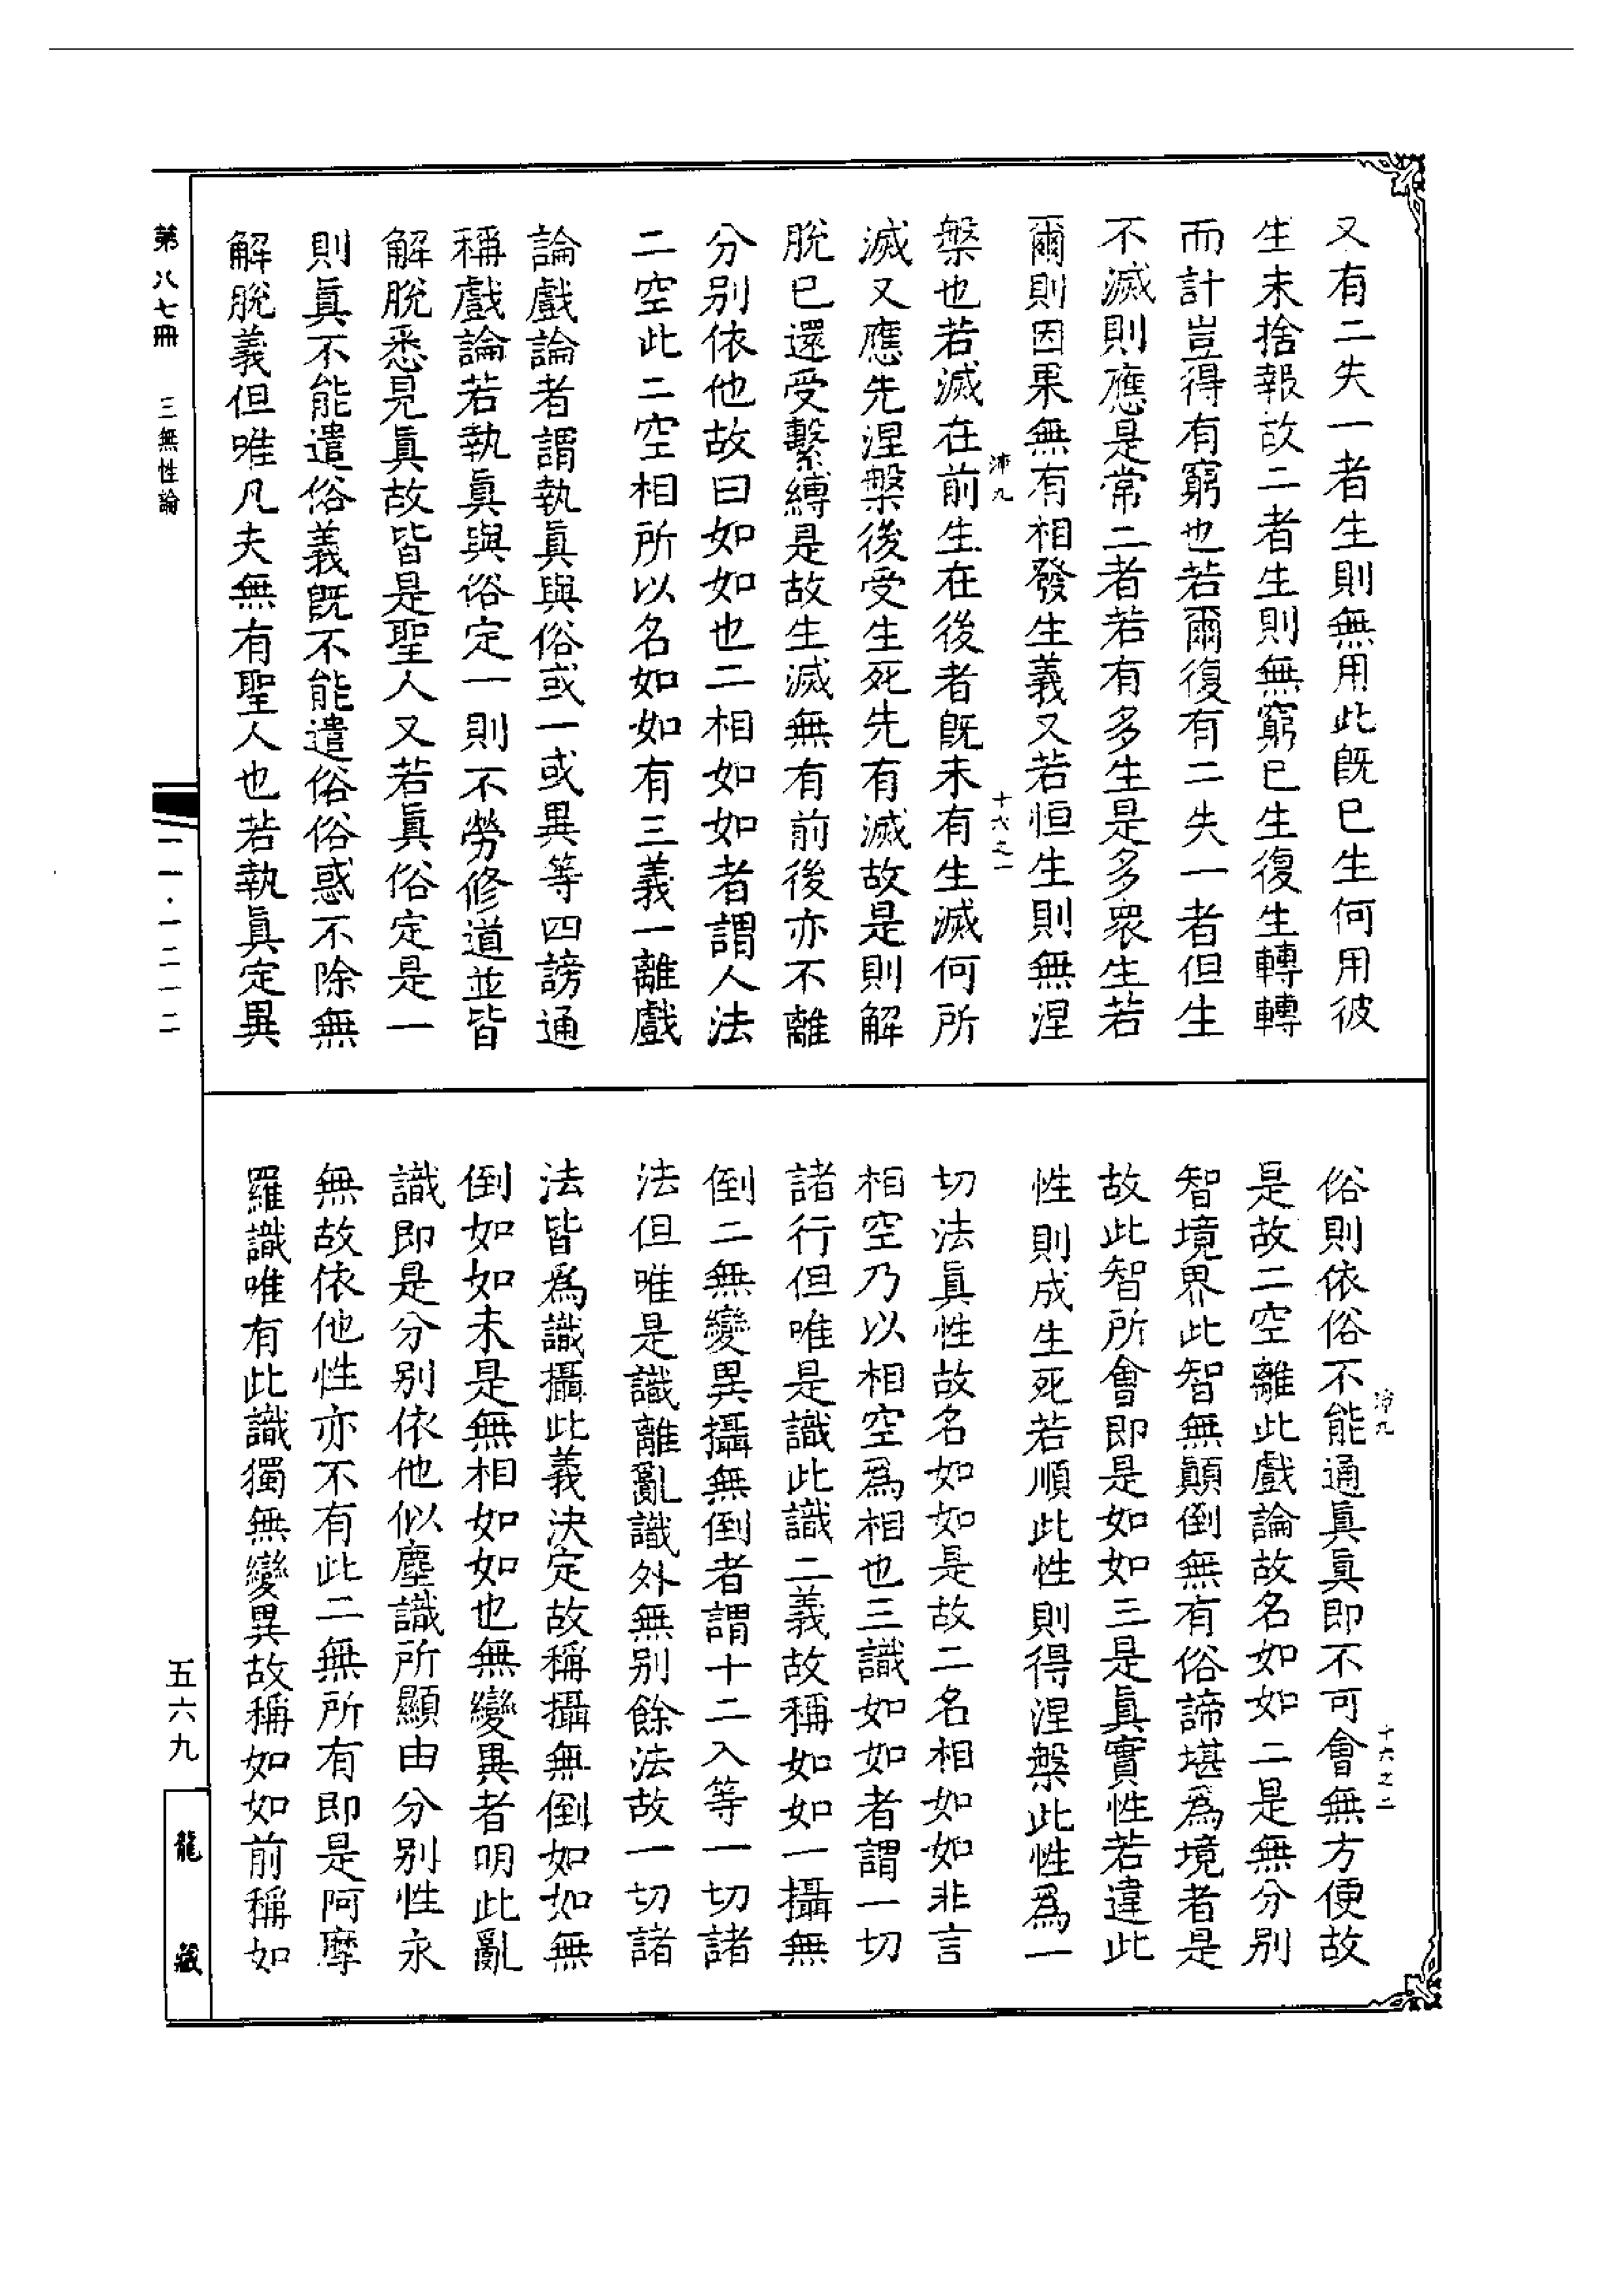 又有二失一者生則無用此既已生何用彼
生未捨報故二者生則無窮已生復生轉轉
而計豈得有窮也若爾復有二失一者但生
不滅則應是常二者若有多生是多衆生若
爾則因果無有相發生義又若恒生則無涅
沛九
十六之一
槃也若滅在前生在後者既未有生滅何所
滅又應先涅槃後受生死先有滅故是則解
脫已還受繫縛是故生滅無有前後亦不離
分別依他故曰如如也二相如如者謂人法
二空此二空相所以名如如有三義一離戲
論戲論者謂執眞與俗或一或異等四謗通
稱戲論若執眞與俗定一則不勞修道並皆
解脫悉見眞故皆是聖人又若眞俗定是一
則眞不能遣俗義既不能遣俗俗惑不除無
解脫義但唯凡夫無有聖人也若執眞定異
沛九
十六之二
俗則依俗不能通眞眞即不可會無方便故
是故二空離此戲論故名如如二是無分別
智境界此智無顚倒無有俗諦堪爲境者是
故此智所會即是如如三是眞實性若違此
性則成生死若順此性則得涅槃此性爲一
切法眞性故名如如是故二名相如如非言
相空乃以相空爲相也三識如如者謂一切
諸行但唯是識此識二義故稱如如一攝無
倒二無變異攝無倒者謂十二入等一切諸
法但唯是識離亂識外無別餘法故一切諸
法皆爲識攝此義決定故稱攝無倒如如無
倒如如未是無相如如也無變異者明此亂
識即是分別依他似塵識所顯由分別性永
無故依他性亦不有此二無所有即是阿摩
羅識唯有此識獨無變異故稱如如前稱如
第八七冊
三無性論
一一·一二一二
五六九
龍藏